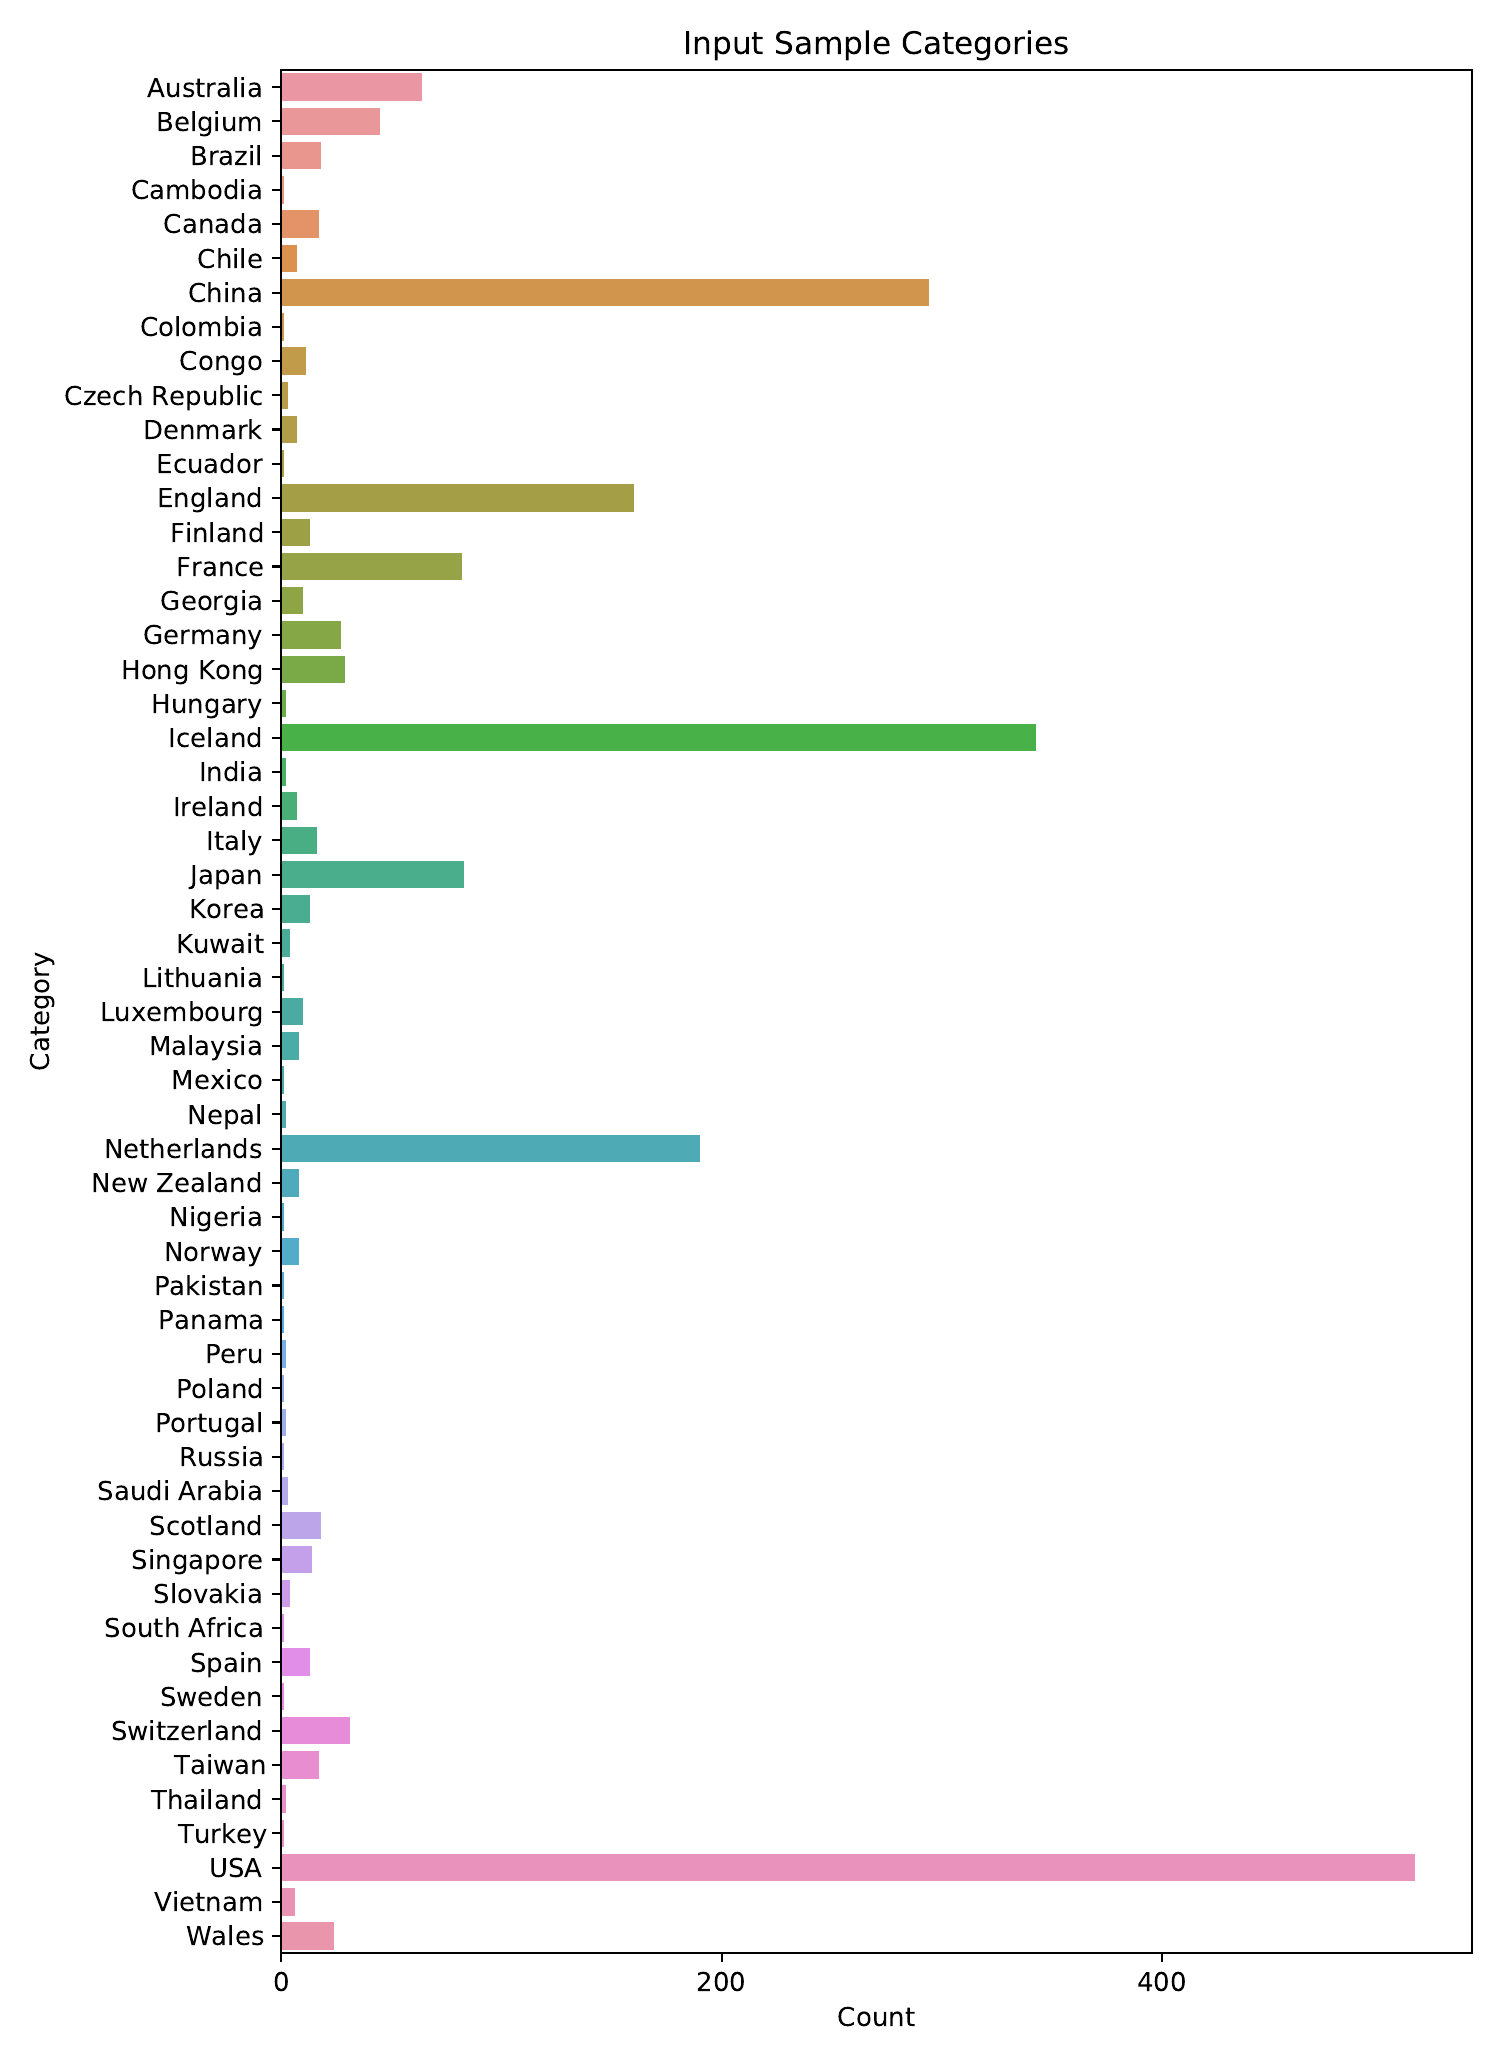 Input Sample Categories
Australia
Belgium
Brazil
Cambodia
Canada
Chile
China
Colombia
Congo
Czech Republic
Denmark
Ecuador
England
Finland
France
Georgia
Germany
Hong Kong
Hungary
Iceland
India
Ireland
Italy
Japan
Korea
Kuwait
Lithuania
Luxembourg
Malaysia
Mexico
Nepal
Netherlands
New Zealand
Nigeria
Norway
Pakistan
Panama
Peru
Poland
Portugal
Russia
Saudi Arabia
Scotland
Singapore
Slovakia
South Africa
Spain
Sweden
Switzerland
Taiwan
Thailand
Turkey
USA
Vietnam
Wales
Category
0 200 400
Count